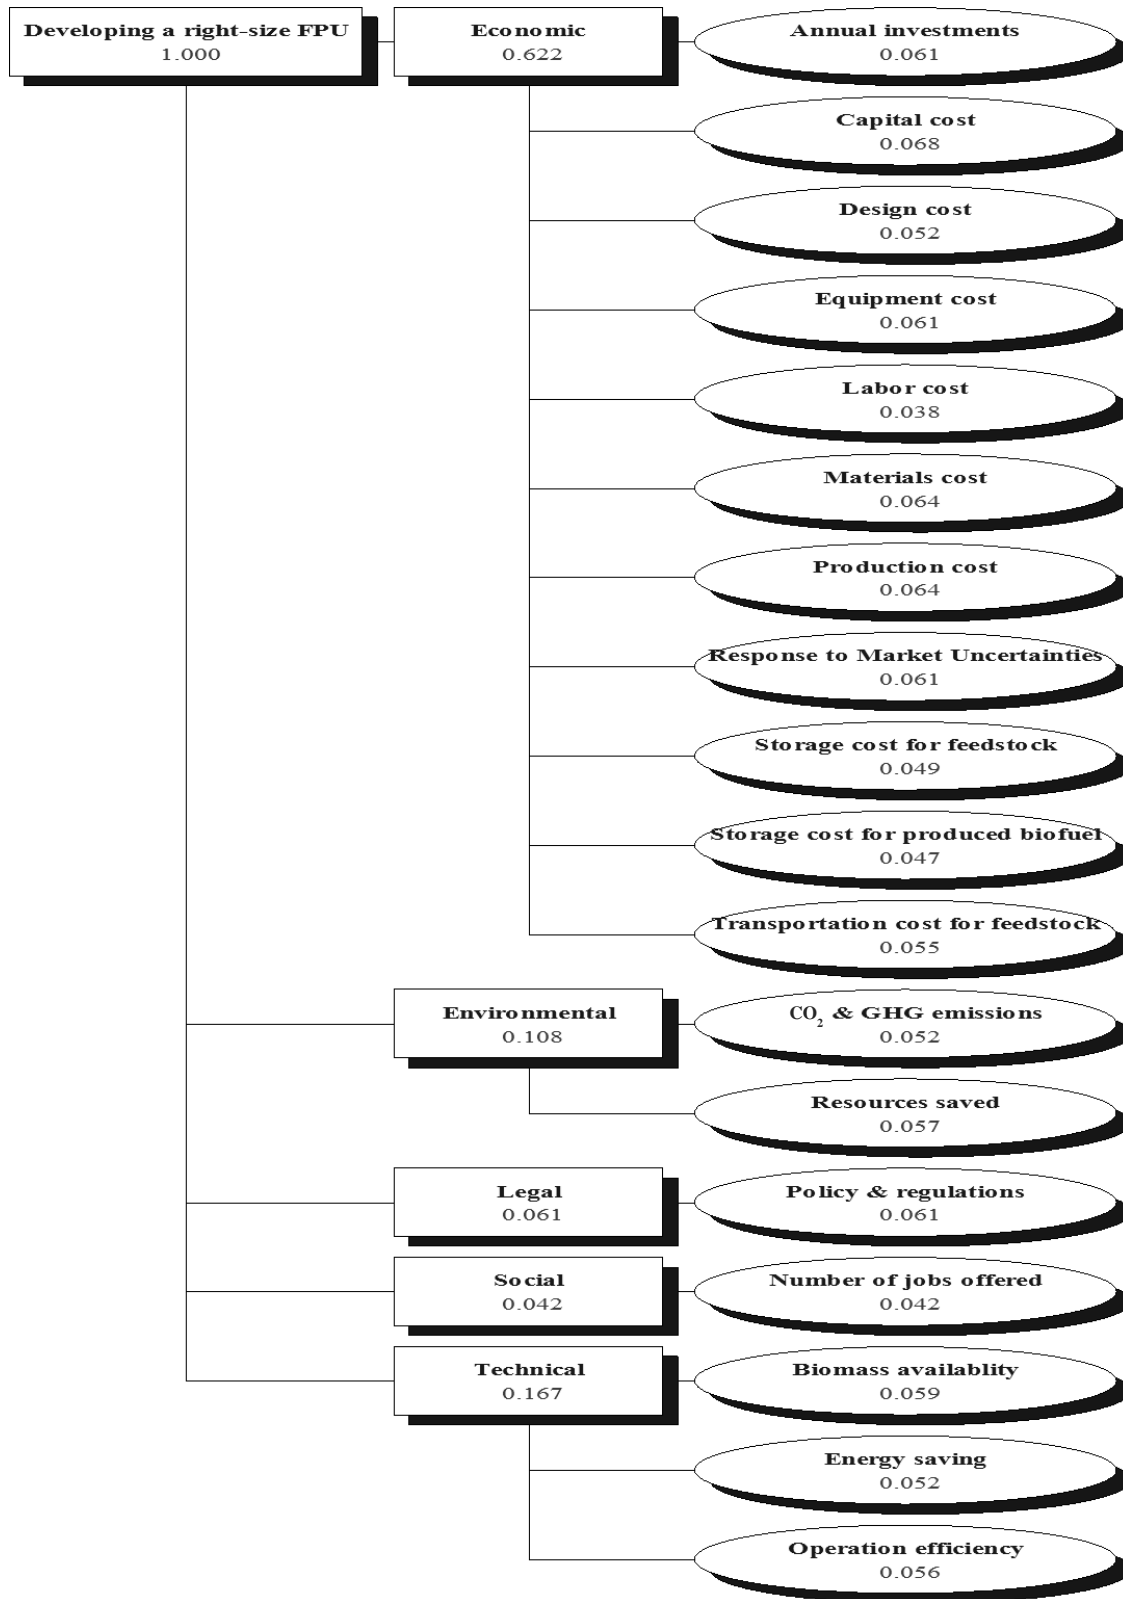 Developing a right-size FPU
1.000
Economic
0.622
Annual investments
0.061
Capital cost
0.068
Design cost
0.052
Equipment cost
0.061
Labor cost
0.038
Materials cost
0.064
Production cost
0.064
Response to Market Uncertainties
0.061
Storage cost for feedstock
0.049
Storage cost for produced biofuel
0.047
Transportation cost for feedstock
0.055
Environmental
0.108
CO₂ & GHG emissions
0.052
Resources saved
0.057
Legal
0.061
Policy & regulations
0.061
Social
0.042
Number of jobs offered
0.042
Technical
0.167
Biomass availablity
0.059
Energy saving
0.052
Operation efficiency
0.056